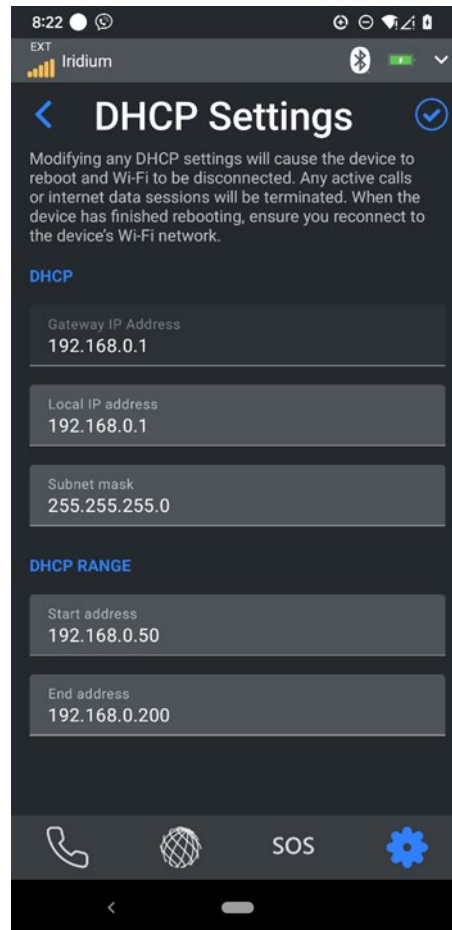 8:22
EXT
Iridium
DHCP Settings
Modifying any DHCP settings will cause the device to
reboot and Wi-Fi to be disconnected. Any active calls
or internet data sessions will be terminated. When the
device has finished rebooting, ensure you reconnect to
the device's Wi-Fi network.
DHCP
Gateway IP Address
192.168.0.1
Local IP address
192.168.0.1
Subnet mask
255.255.255.0
DHCP RANGE
Start address
192.168.0.50
End address
192.168.0.200
SOS